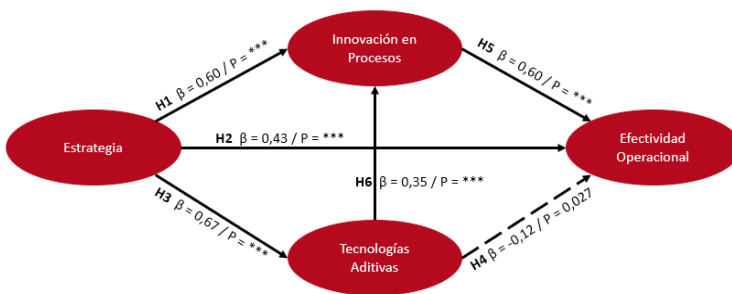 Innovación en
Procesos
H1 β = 0,60 / P = ***
H5 β = 0,60 / P = ***
Estrategia
H2 β = 0,43 / P = ***
Efectividad
Operacional
H6 β = 0,35 / P = ***
H3 β = 0,67 / P = ***
H4 β = -0,12 / P = 0,027
Tecnologías
Aditivas